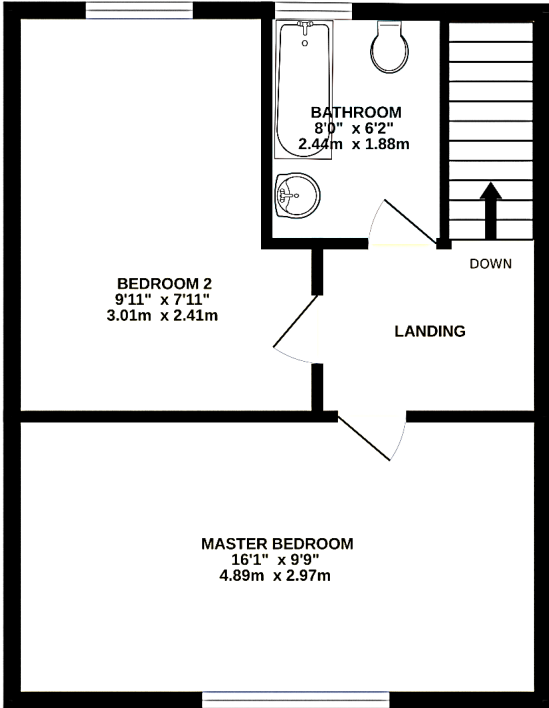 BATHROOM
8'0" x 6'2"
2.44m x 1.88m
DOWN
BEDROOM 2
9'11" x 7'11"
3.01m x 2.41m
LANDING
MASTER BEDROOM
16'1" x 9'9"
4.89m x 2.97m